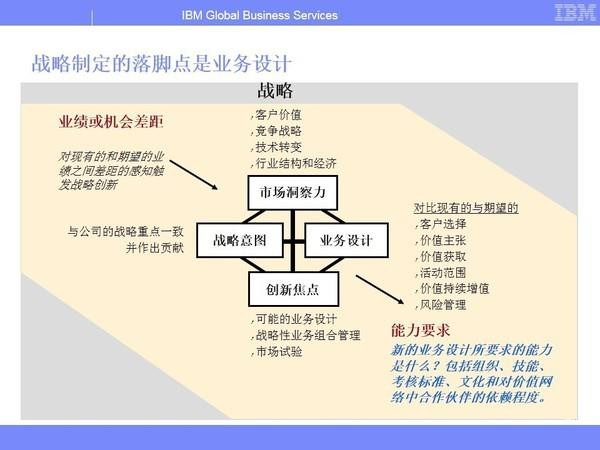 IBM Global Business Services
IBM
战略制定的落脚点是业务设计
战略
业绩或机会差距
对现有的和期望的业
绩之间差距的感知触
发战略创新
,客户价值
,竞争战略
,技术转变
,行业结构和经济
市场洞察力
与公司的战略重点一致
并作出贡献
战略意图
业务设计
对比现有的与期望的
,客户选择
,价值主张
,价值获取
,活动范围
,价值持续增值
,风险管理
创新焦点
,可能的业务设计
,战略性业务组合管理
,市场试验
能力要求
新的业务设计所要求的能力
是什么？包括组织、技能、
考核标准、文化和对价值网
络中合作伙伴的依赖程度。